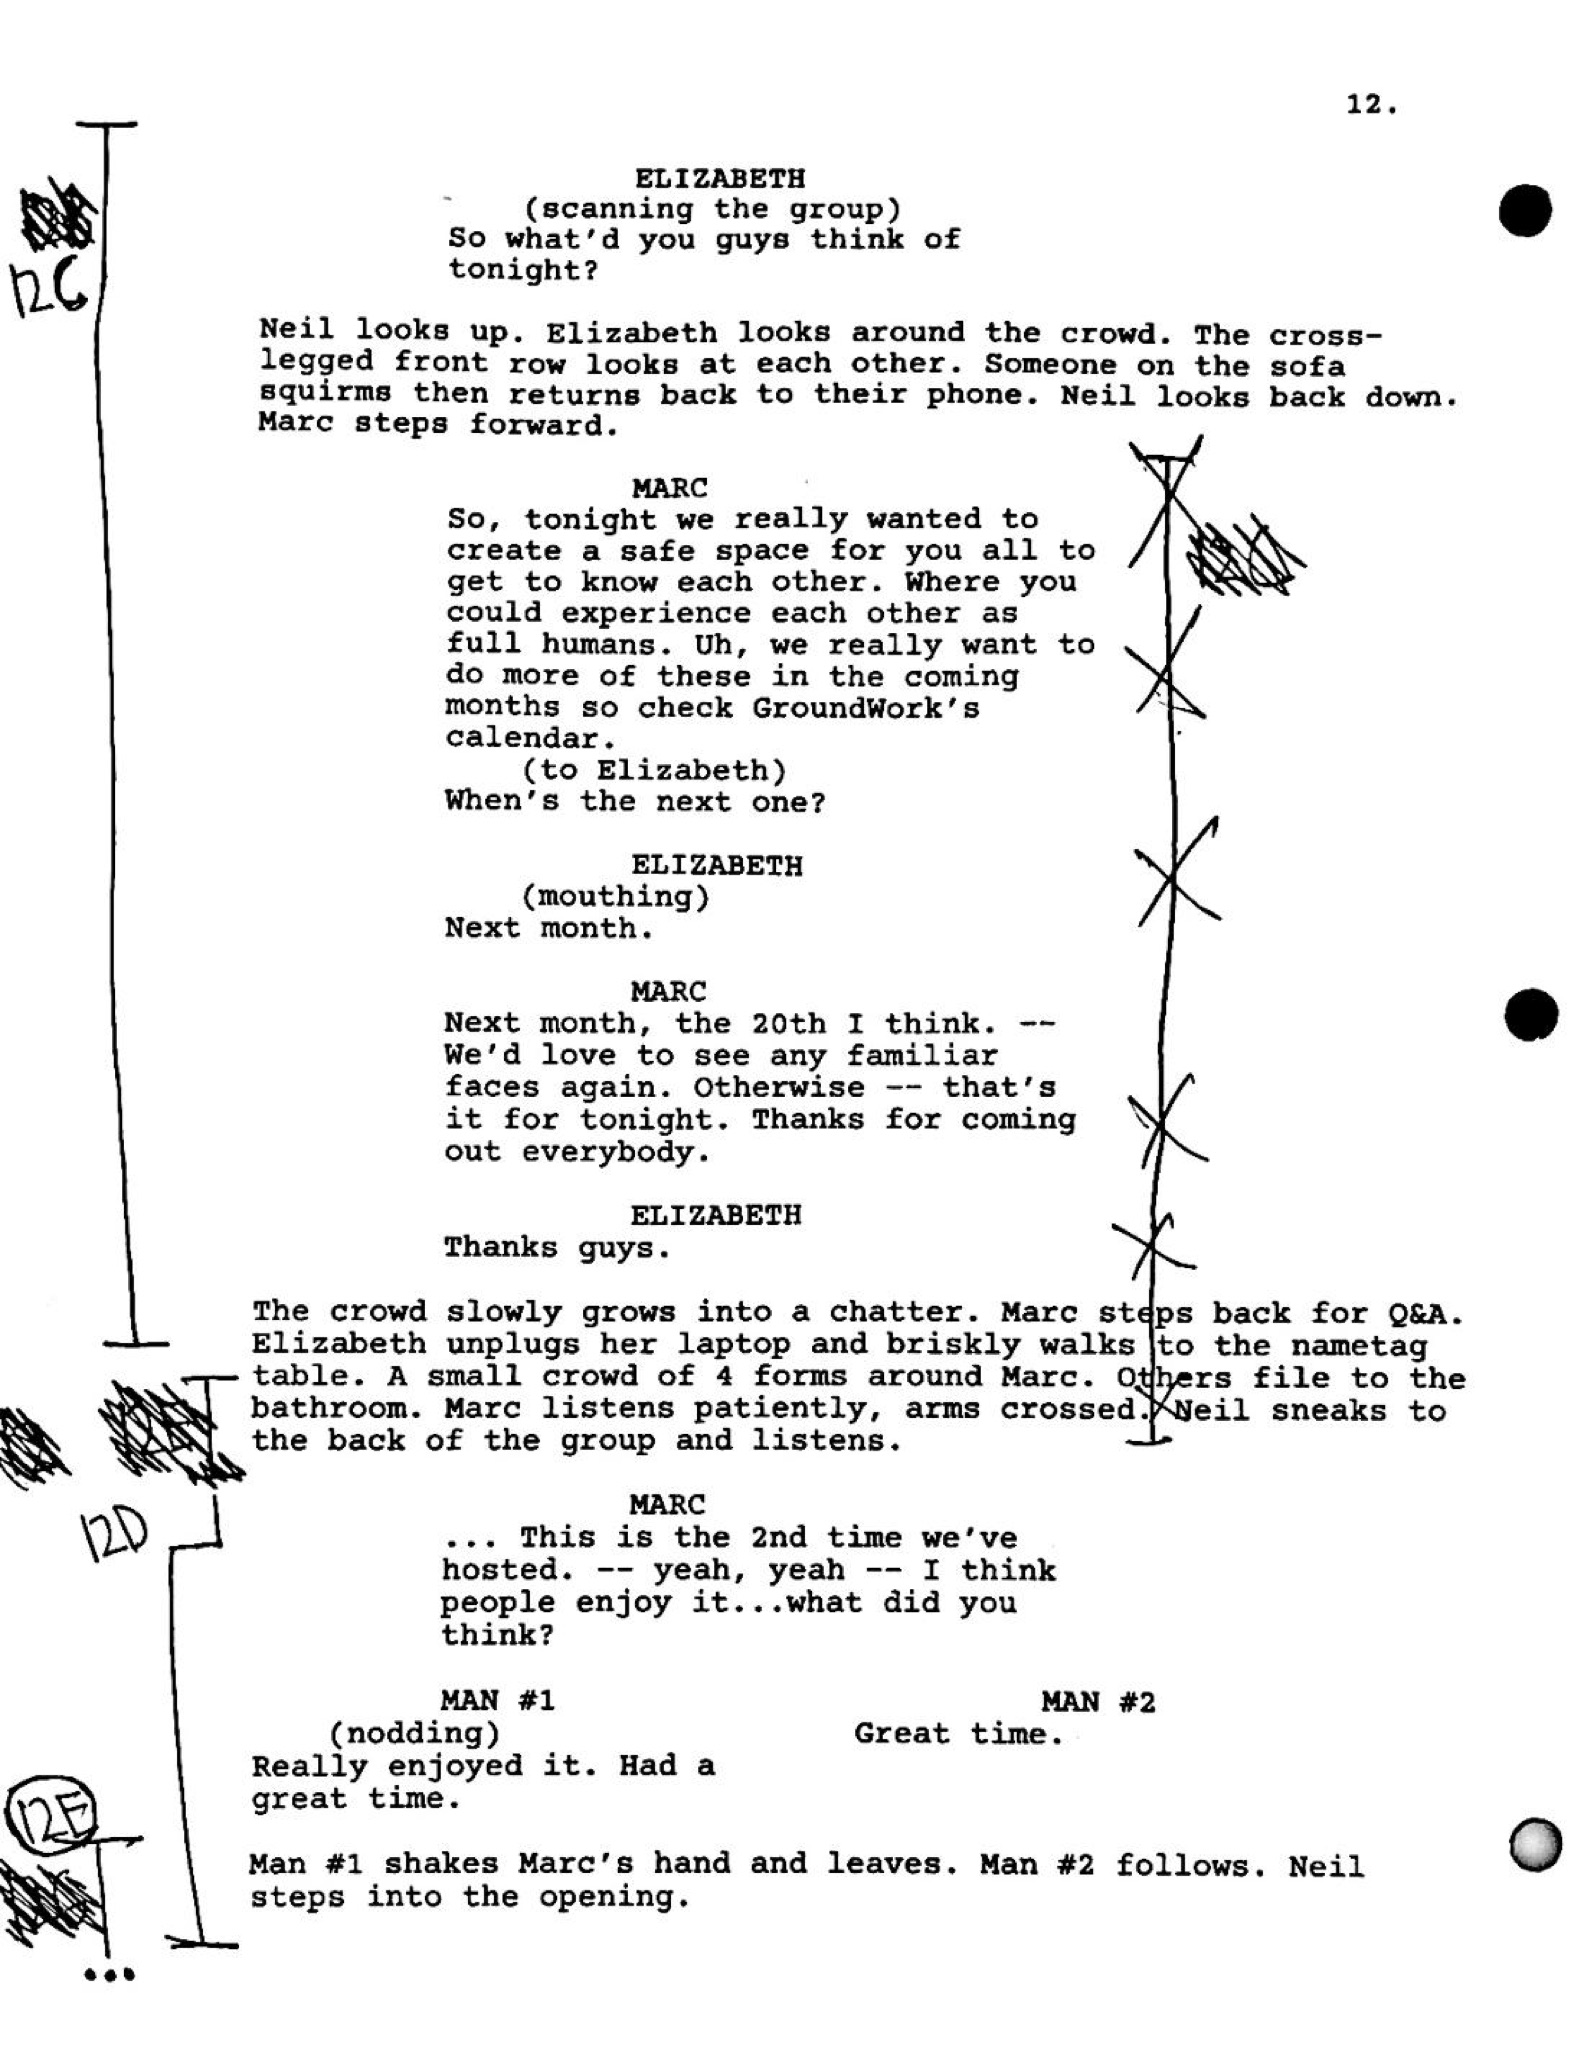 12.
ELIZABETH
(scanning the group)
So what'd you guys think of
tonight?
12C
Neil looks up. Elizabeth looks around the crowd. The cross-
legged front row looks at each other. Someone on the sofa
squirms then returns back to their phone. Neil looks back down.
Marc steps forward.
MARC
So, tonight we really wanted to
create a safe space for you all to
get to know each other. Where you
could experience each other as
full humans. Uh, we really want to
do more of these in the coming
months so check GroundWork's
calendar.
(to Elizabeth)
When's the next one?
ELIZABETH
(mouthing)
Next month.
MARC
Next month, the 20th I think. --
We'd love to see any familiar
faces again. Otherwise -- that's
it for tonight. Thanks for coming
out everybody.
ELIZABETH
Thanks guys.
The crowd slowly grows into a chatter. Marc steps back for Q&A.
Elizabeth unplugs her laptop and briskly walks to the nametag
table. A small crowd of 4 forms around Marc. Others file to the
bathroom. Marc listens patiently, arms crossed. Neil sneaks to
the back of the group and listens.
12D
MARC
... This is the 2nd time we've
hosted. -- yeah, yeah -- I think
people enjoy it...what did you
think?
MAN #1
(nodding)
Really enjoyed it. Had a
great time.
MAN #2
Great time.
12E
Man #1 shakes Marc's hand and leaves. Man #2 follows. Neil
steps into the opening.
...